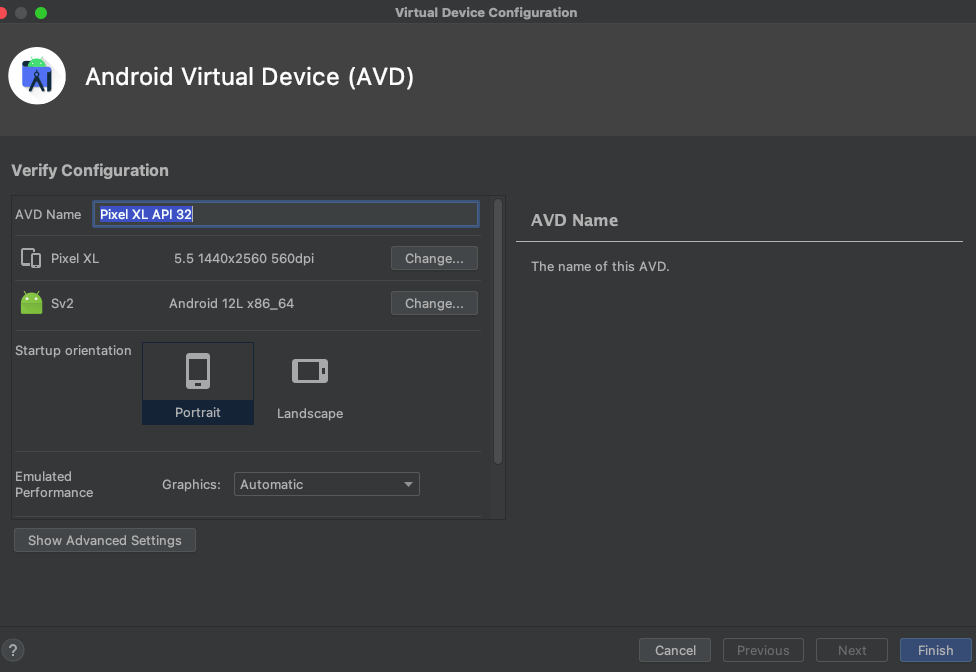 Virtual Device Configuration
Android Virtual Device (AVD)
Verify Configuration
AVD Name Pixel XL API 32
Pixel XL 5.5 1440x2560 560dpi Change...
Sv2 Android 12L x86_64 Change...
Startup orientation
Portrait
Landscape
Emulated
Performance
Graphics: Automatic
Show Advanced Settings
AVD Name
The name of this AVD.
?
Cancel Previous Next Finish